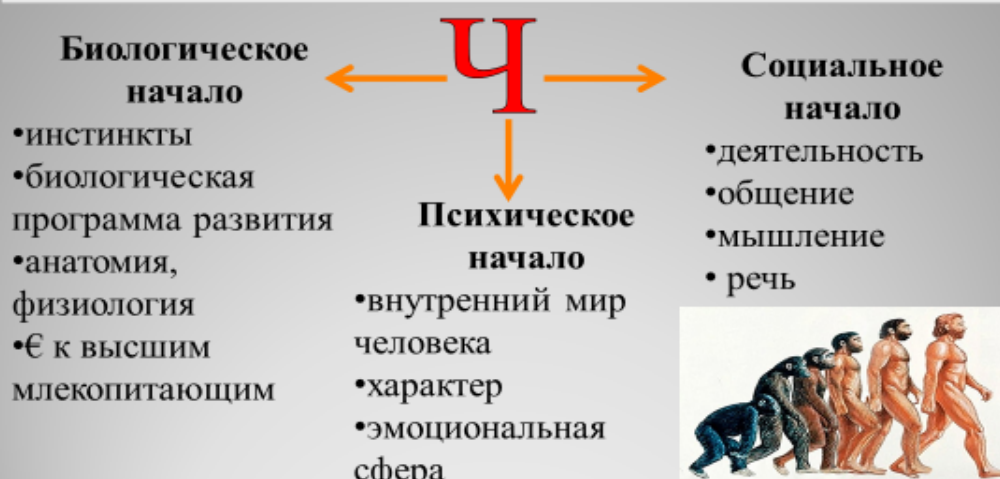 Ч
Биологическое
начало
•инстинкты
•биологическая
программа развития
•анатомия,
физиология
•€ к высшим
млекопитающим
Психическое
начало
•внутренний мир
человека
•характер
•эмоциональная
сфера
Социальное
начало
•деятельность
•общение
•мышление
• речь